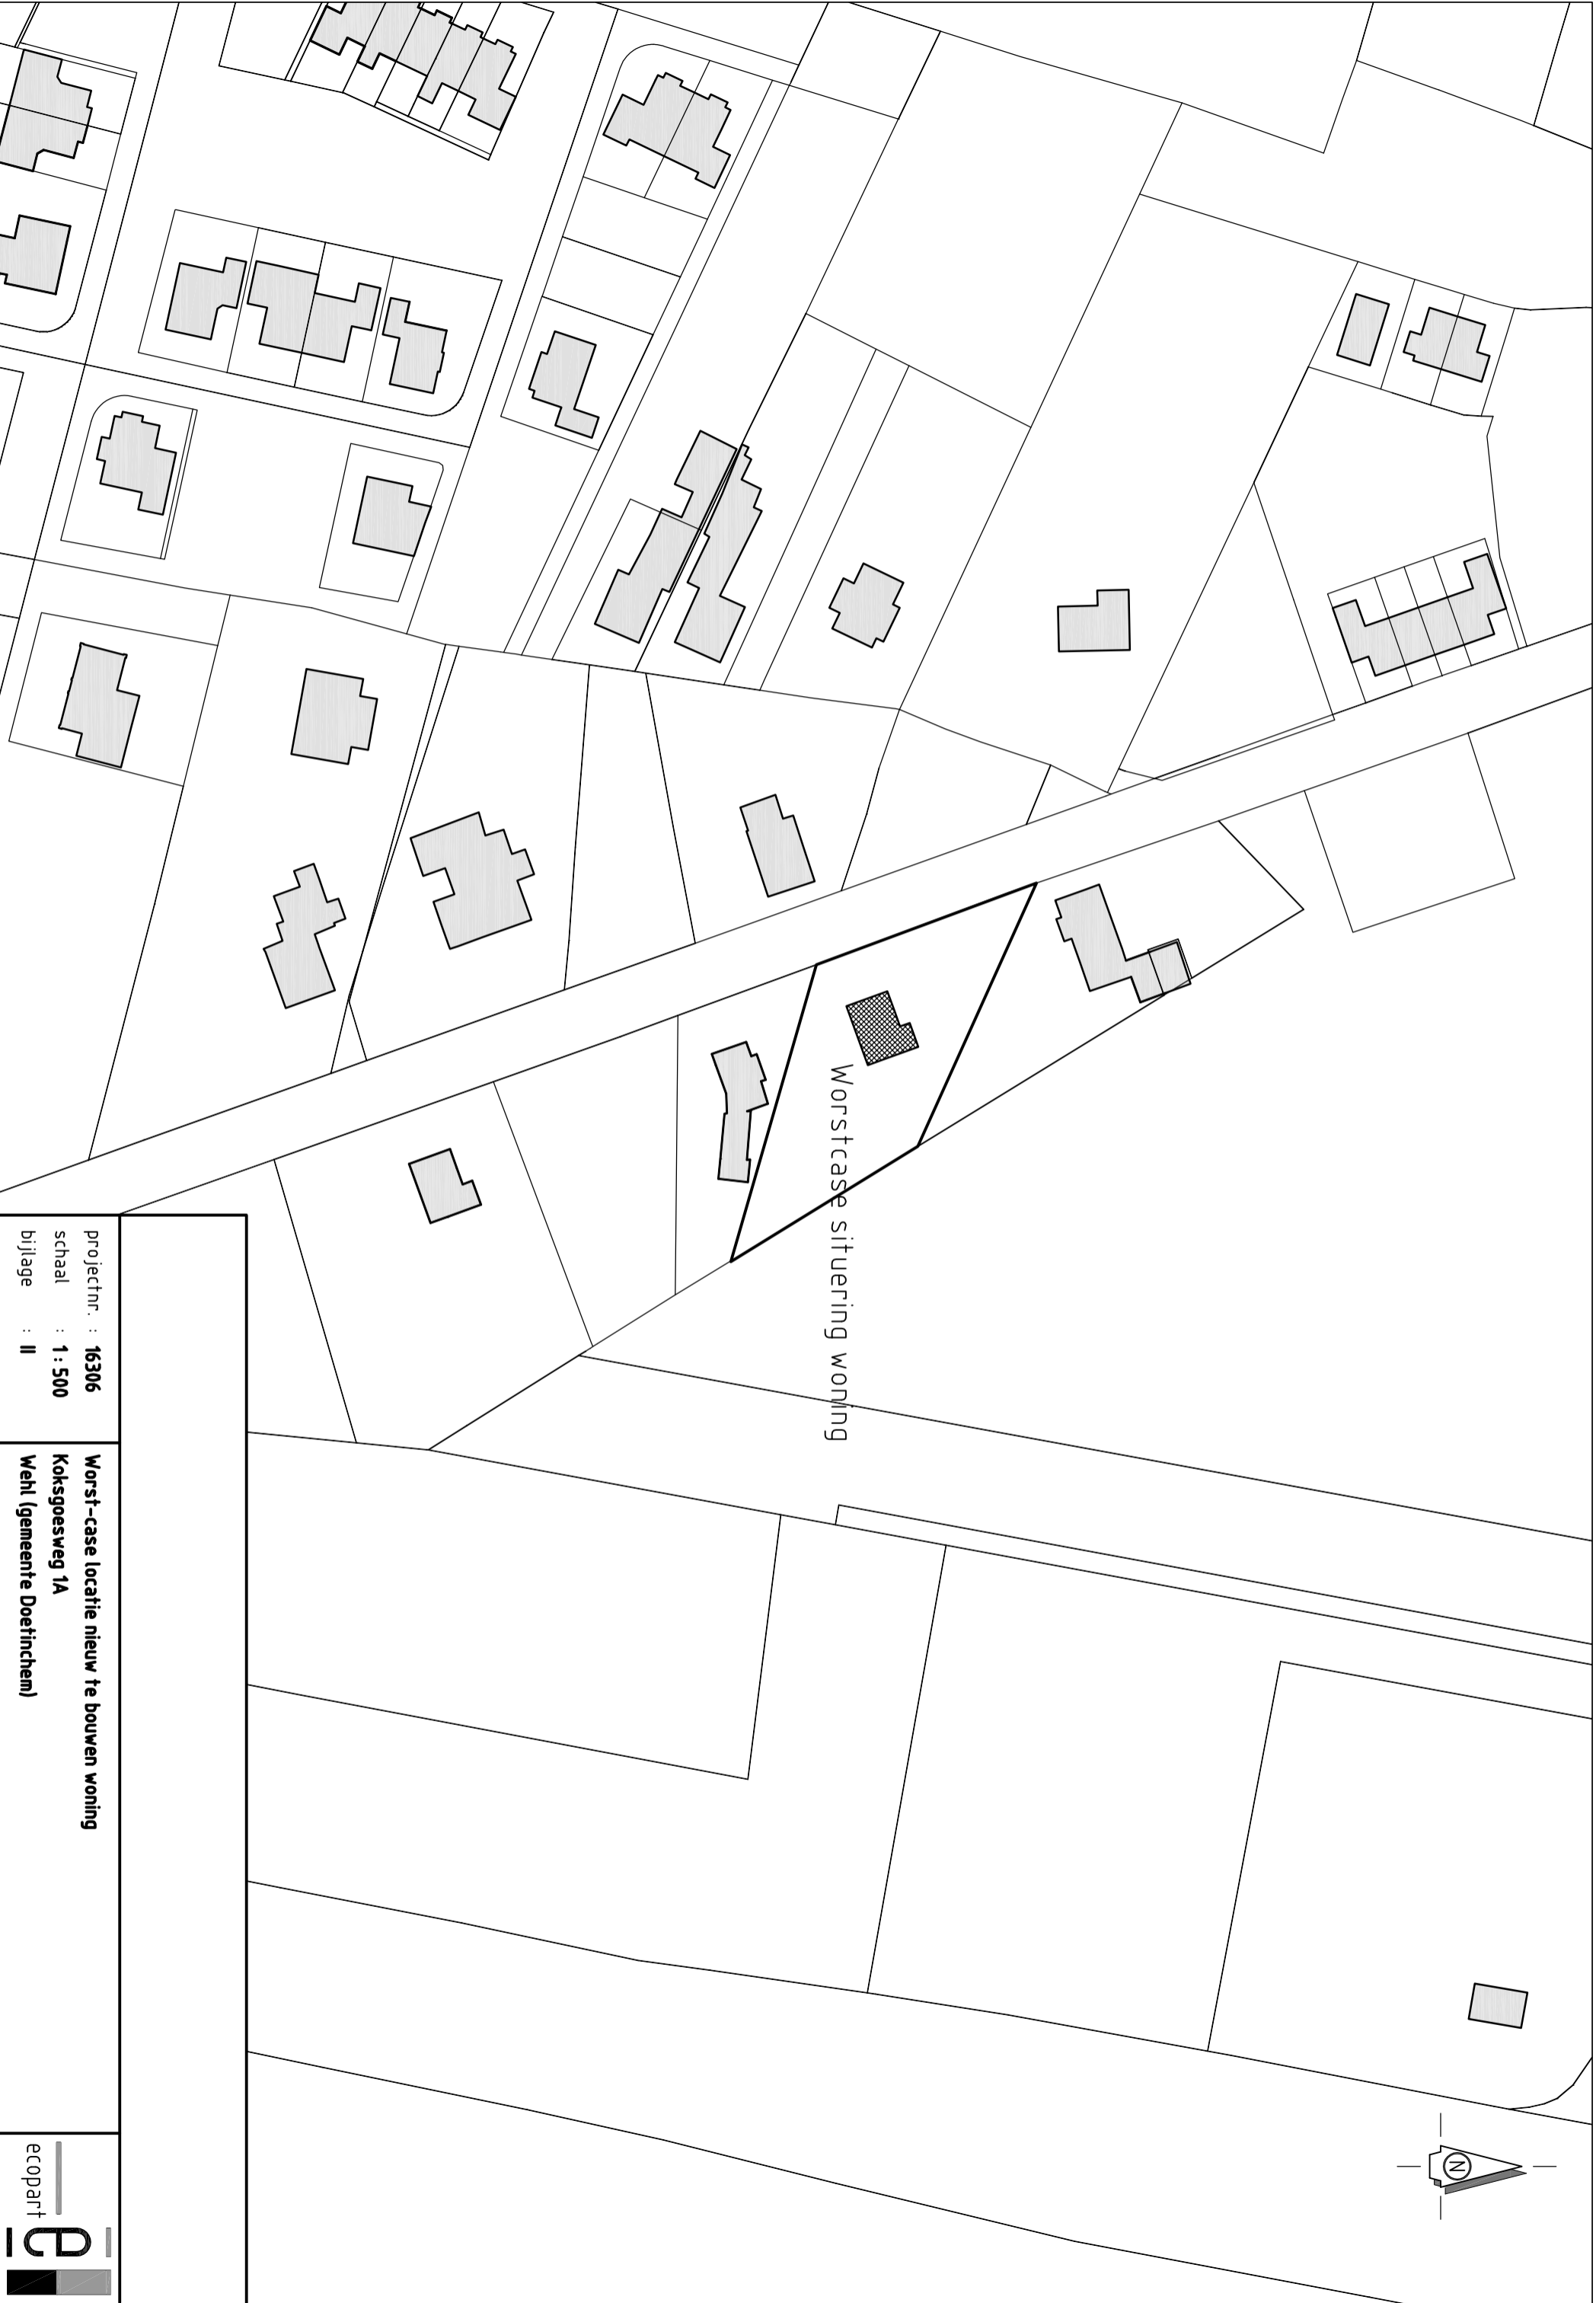 Worstcase situering woning
projectnr. : 16306
schaal : 1:500
bijlage : II
Worst-case locatie nieuw te bouwen woning
Koksgoesweg 1A
Wehl (gemeente Doetinchem)
ecopart
e
N